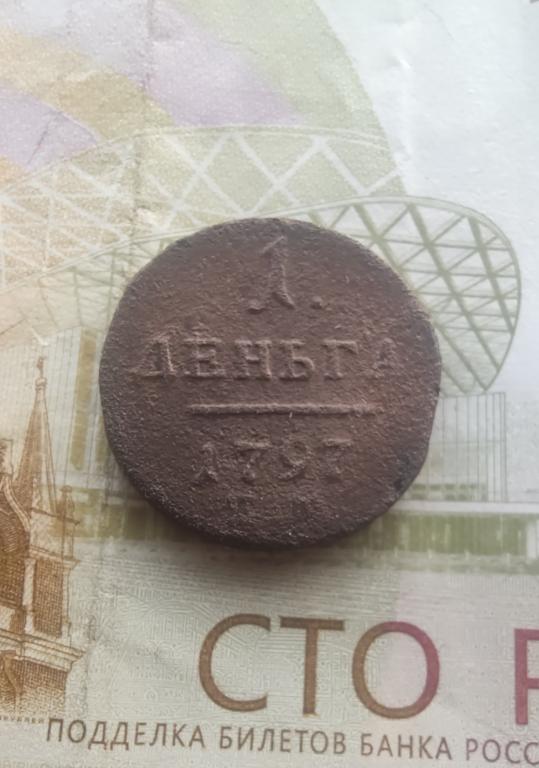 1.
ДЕНЬГА
1797
СТО Р
ПОДДЕЛКА БИЛЕТОВ БАНКА РОСС